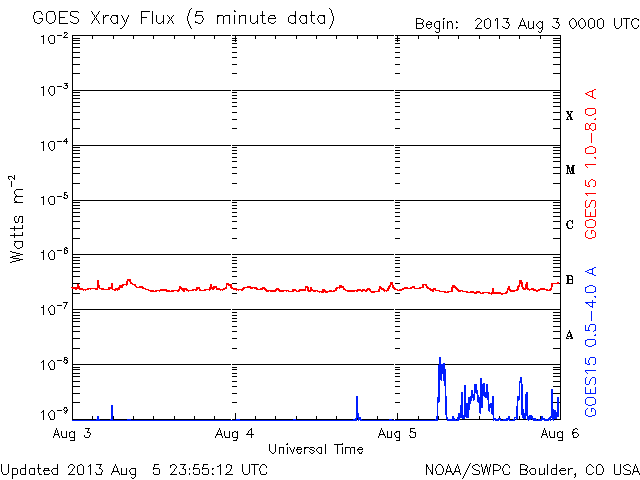 GOES Xray Flux (5 minute data)
Begin: 2013 Aug 3 0000 UTC
10-2
10-3
10-4
10-5
10-6
10-7
10-8
10-9
Watts m-2
X
M
C
B
A
GOES15 1.0-8.0 A
GOES15 0.5-4.0 A
Aug 3
Aug 4
Aug 5
Aug 6
Universal Time
Updated 2013 Aug 5 23:55:12 UTC
NOAA/SWPC Boulder, CO USA